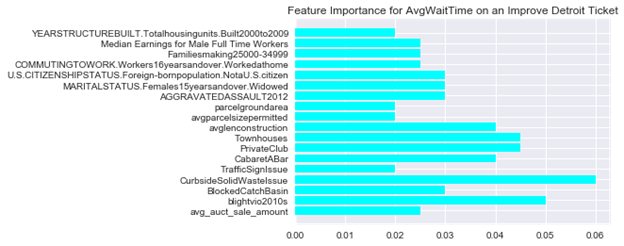 Feature Importance for AvgWaitTime on an Improve Detroit Ticket
YEARSTRUCTUREBUILT.Totalhousingunits.Built2000to2009
Median Earnings for Male Full Time Workers
Familiesmaking25000-34999
COMMUTINGTOWORK.Workers16yearsandover.Workedathome
U.S.CITIZENSHIPSTATUS.Foreign-bornpopulation.NotaU.S.citizen
MARITALSTATUS.Females15yearsandover.Widowed
AGGRAVATEDASSAULT2012
parcelgroundarea
avgparcelsizepermitted
avglenconstruction
Townhouses
PrivateClub
CabaretABar
TrafficSignIssue
CurbsideSolidWasteIssue
BlockedCatchBasin
blightvio2010s
avg_auct_sale_amount
0.00 0.01 0.02 0.03 0.04 0.05 0.06